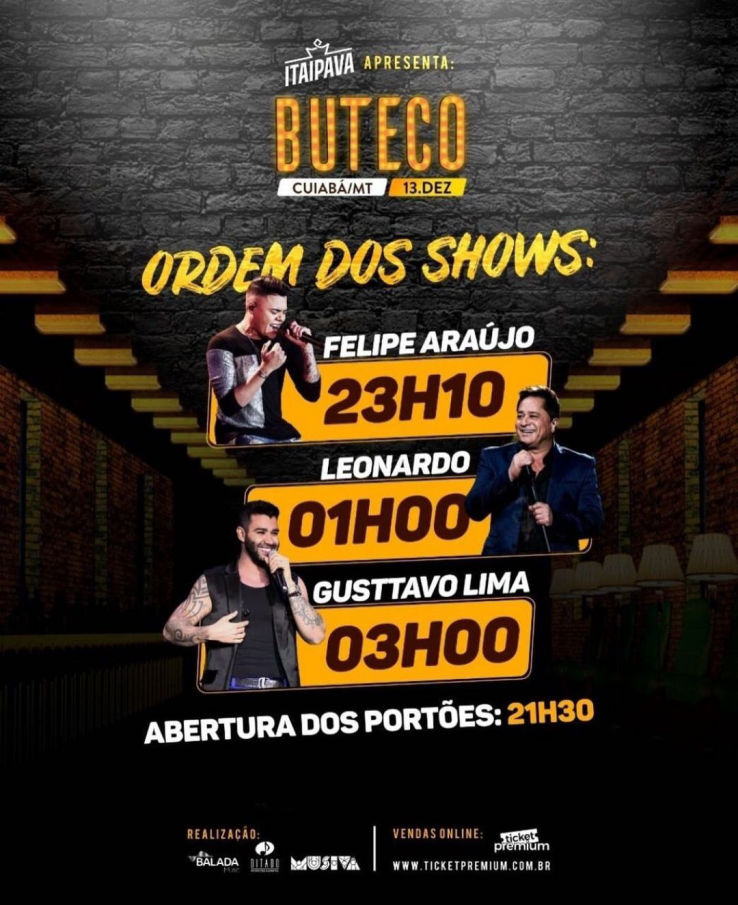 ITAIPAVA APRESENTA:
BUTECO
CUIABÁ/MT 13.DEZ
ORDEM DOS SHOWS:
FELIPE ARAÚJO
23H10
LEONARDO
01H00
GUSTTAVO LIMA
03H00
ABERTURA DOS PORTÕES: 21H30
REALIZAÇÃO:
BALADA
DITADO
MUSIVA
VENDAS ONLINE:
ticket
premium
WWW.TICKETPREMIUM.COM.BR